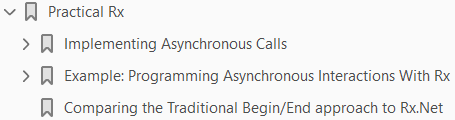 Practical Rx
Implementing Asynchronous Calls
Example: Programming Asynchronous Interactions With Rx
Comparing the Traditional Begin/End approach to Rx.Net